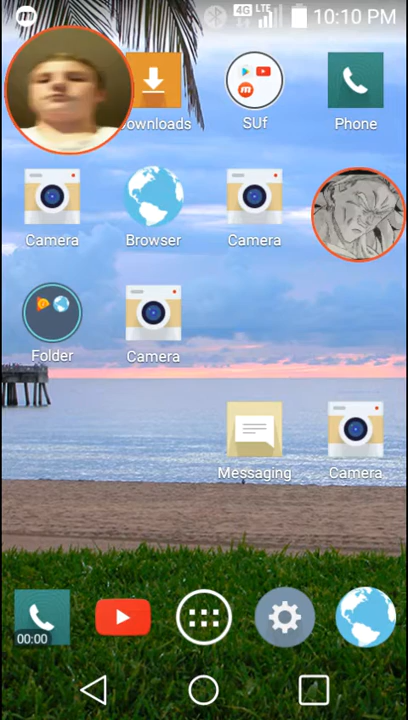 4G LTE 10:10 PM
ownloads SUf Phone
Camera Browser Camera
Folder Camera
Messaging Camera
00:00